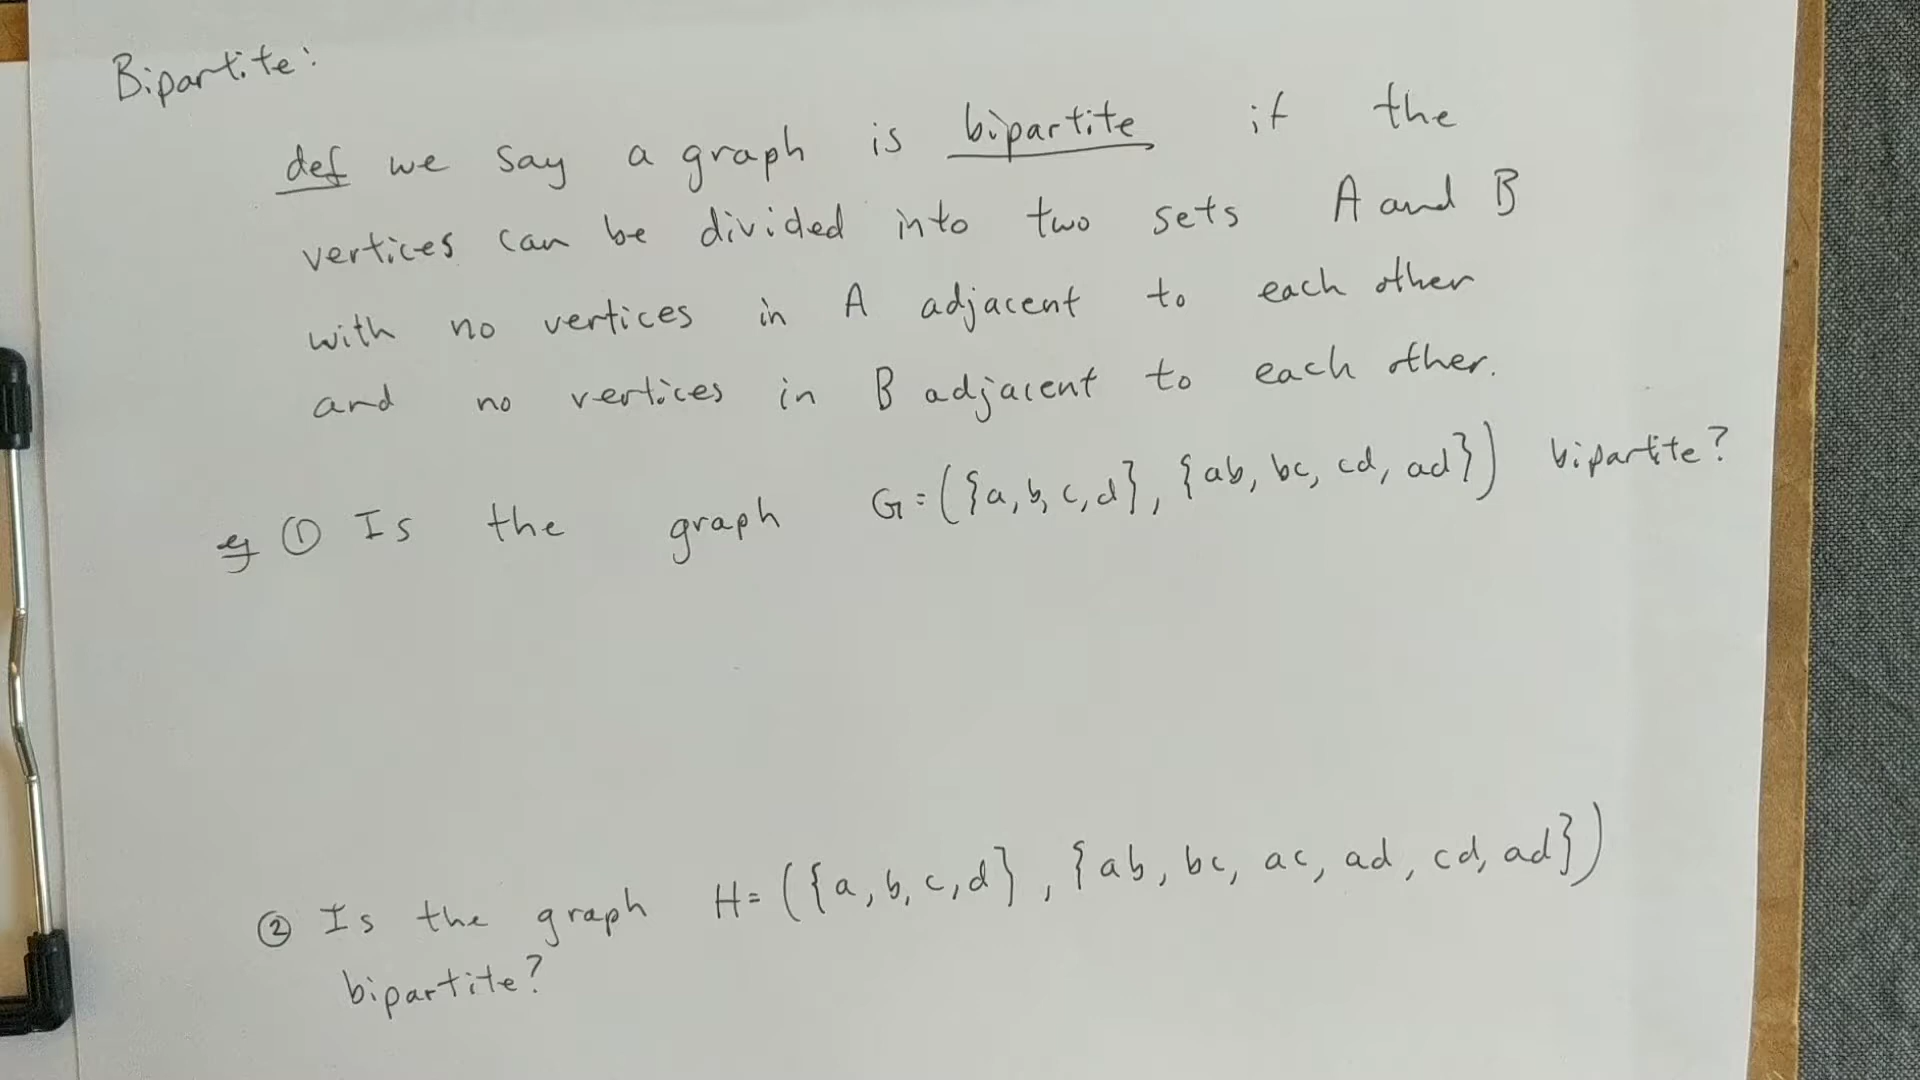 Bipartite:
def we say a graph is bipartite if the
vertices can be divided into two sets A and B
with no vertices in A adjacent to each other
and no vertices in B adjacent to each other.
eg ① Is the graph G=({a,b,c,d}, {ab, bc, cd, ad}) bipartite?
② Is the graph H=({a,b,c,d}, {ab, bc, ac, ad, cd, ad})
bipartite?